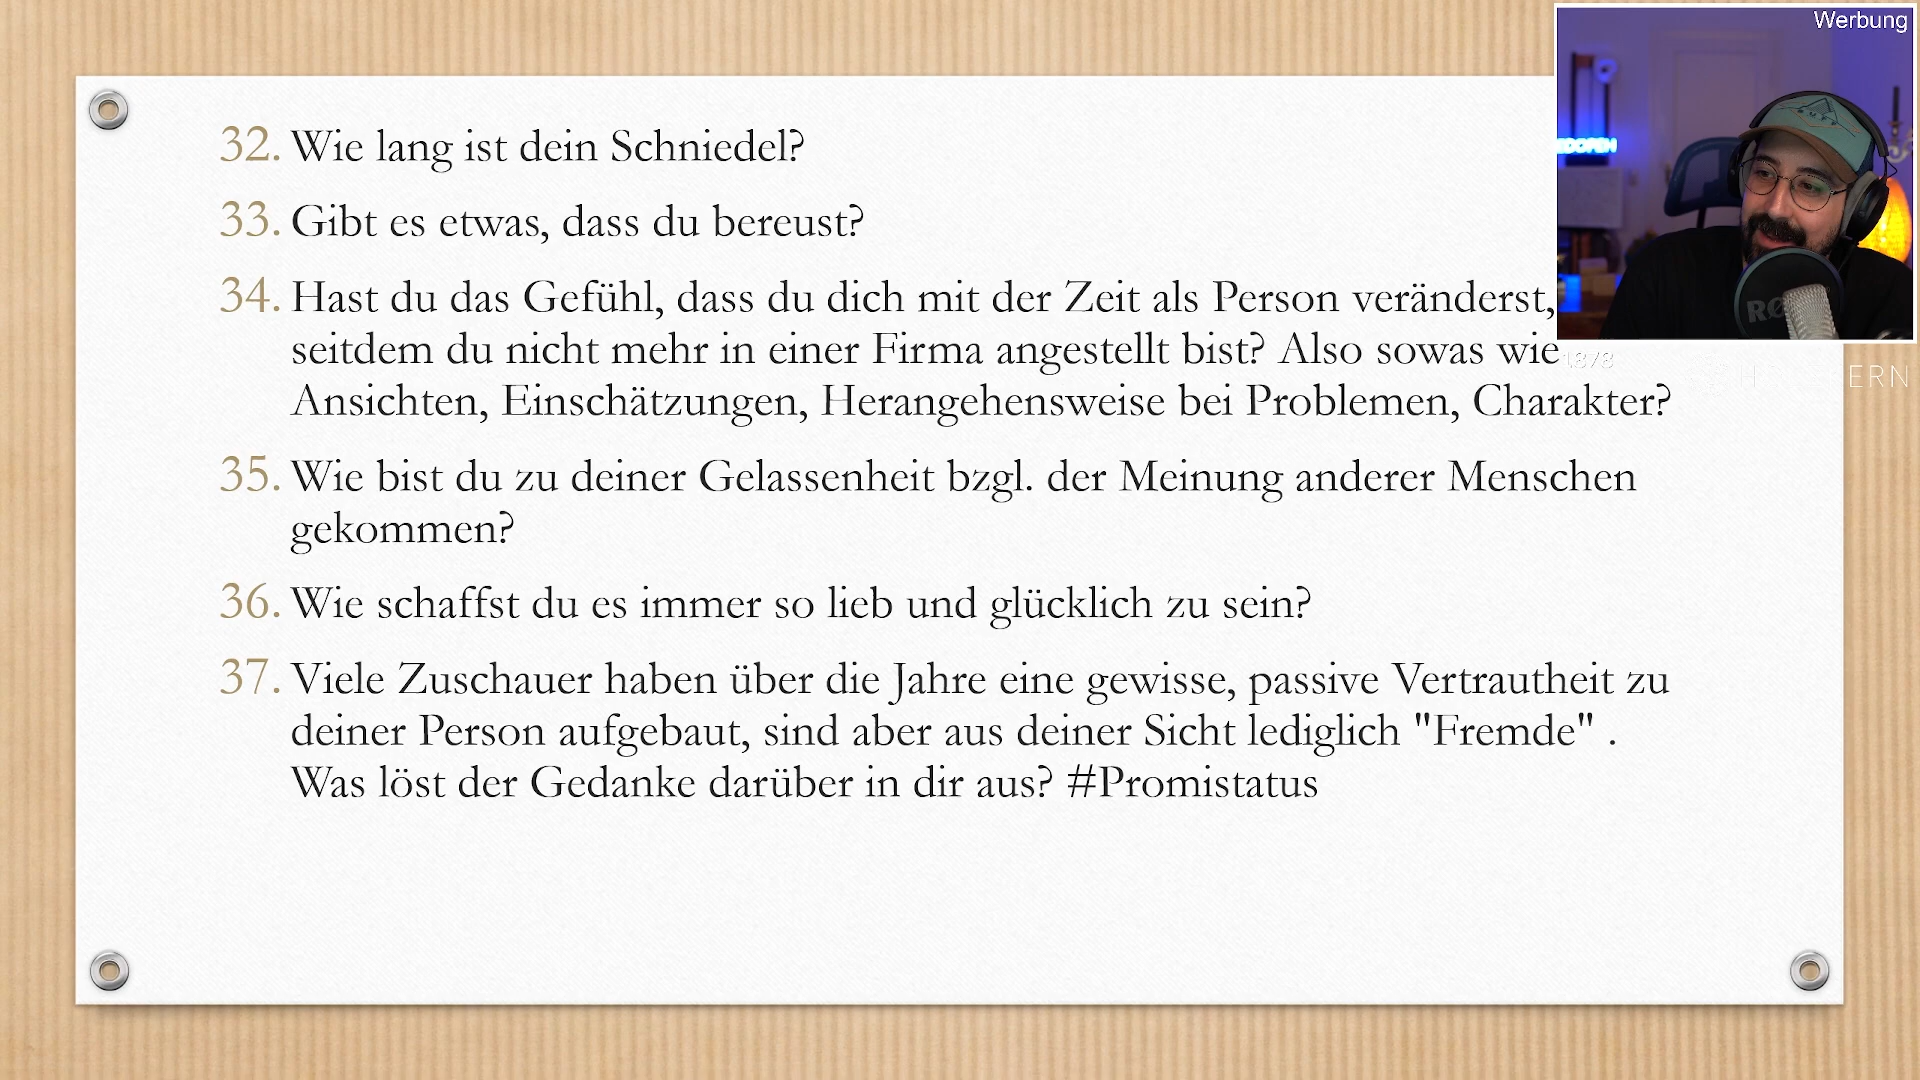 Werbung
32. Wie lang ist dein Schniedel?
33. Gibt es etwas, dass du bereust?
34. Hast du das Gefühl, dass du dich mit der Zeit als Person veränderst,
seitdem du nicht mehr in einer Firma angestellt bist? Also sowas wie
Ansichten, Einschätzungen, Herangehensweise bei Problemen, Charakter?
35. Wie bist du zu deiner Gelassenheit bzgl. der Meinung anderer Menschen
gekommen?
36. Wie schaffst du es immer so lieb und glücklich zu sein?
37. Viele Zuschauer haben über die Jahre eine gewisse, passive Vertrautheit zu
deiner Person aufgebaut, sind aber aus deiner Sicht lediglich "Fremde" .
Was löst der Gedanke darüber in dir aus? #Promistatus